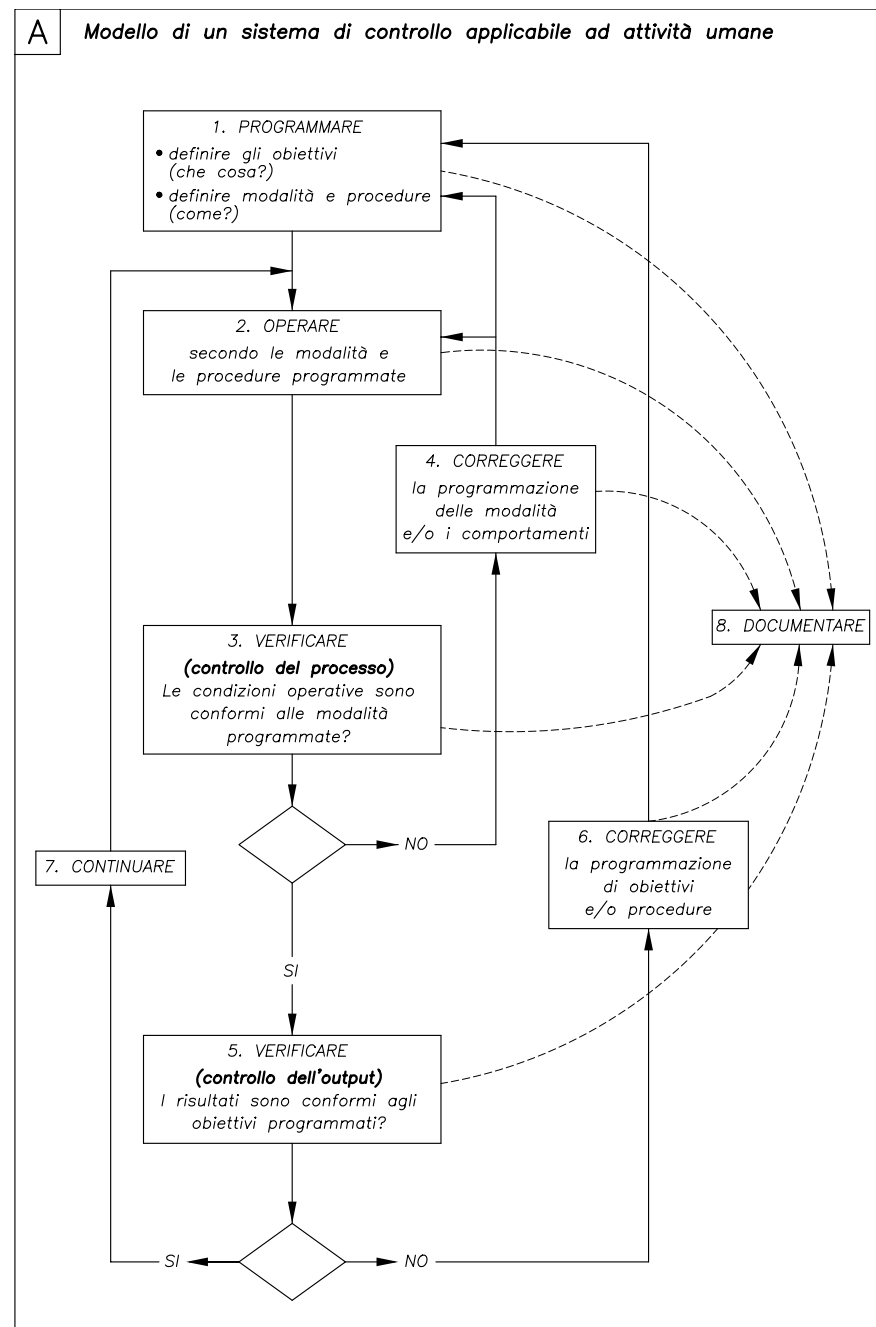 A
Modello di un sistema di controllo applicabile ad attività umane
1. PROGRAMMARE
• definire gli obiettivi
(che cosa?)
• definire modalità e procedure
(come?)
2. OPERARE
secondo le modalità e
le procedure programmate
4. CORREGGERE
la programmazione
delle modalità
e/o i comportamenti
8. DOCUMENTARE
3. VERIFICARE
(controllo del processo)
Le condizioni operative sono
conformi alle modalità
programmate?
NO
7. CONTINUARE
6. CORREGGERE
la programmazione
di obiettivi
e/o procedure
SI
5. VERIFICARE
(controllo dell'output)
I risultati sono conformi agli
obiettivi programmati?
SI
NO